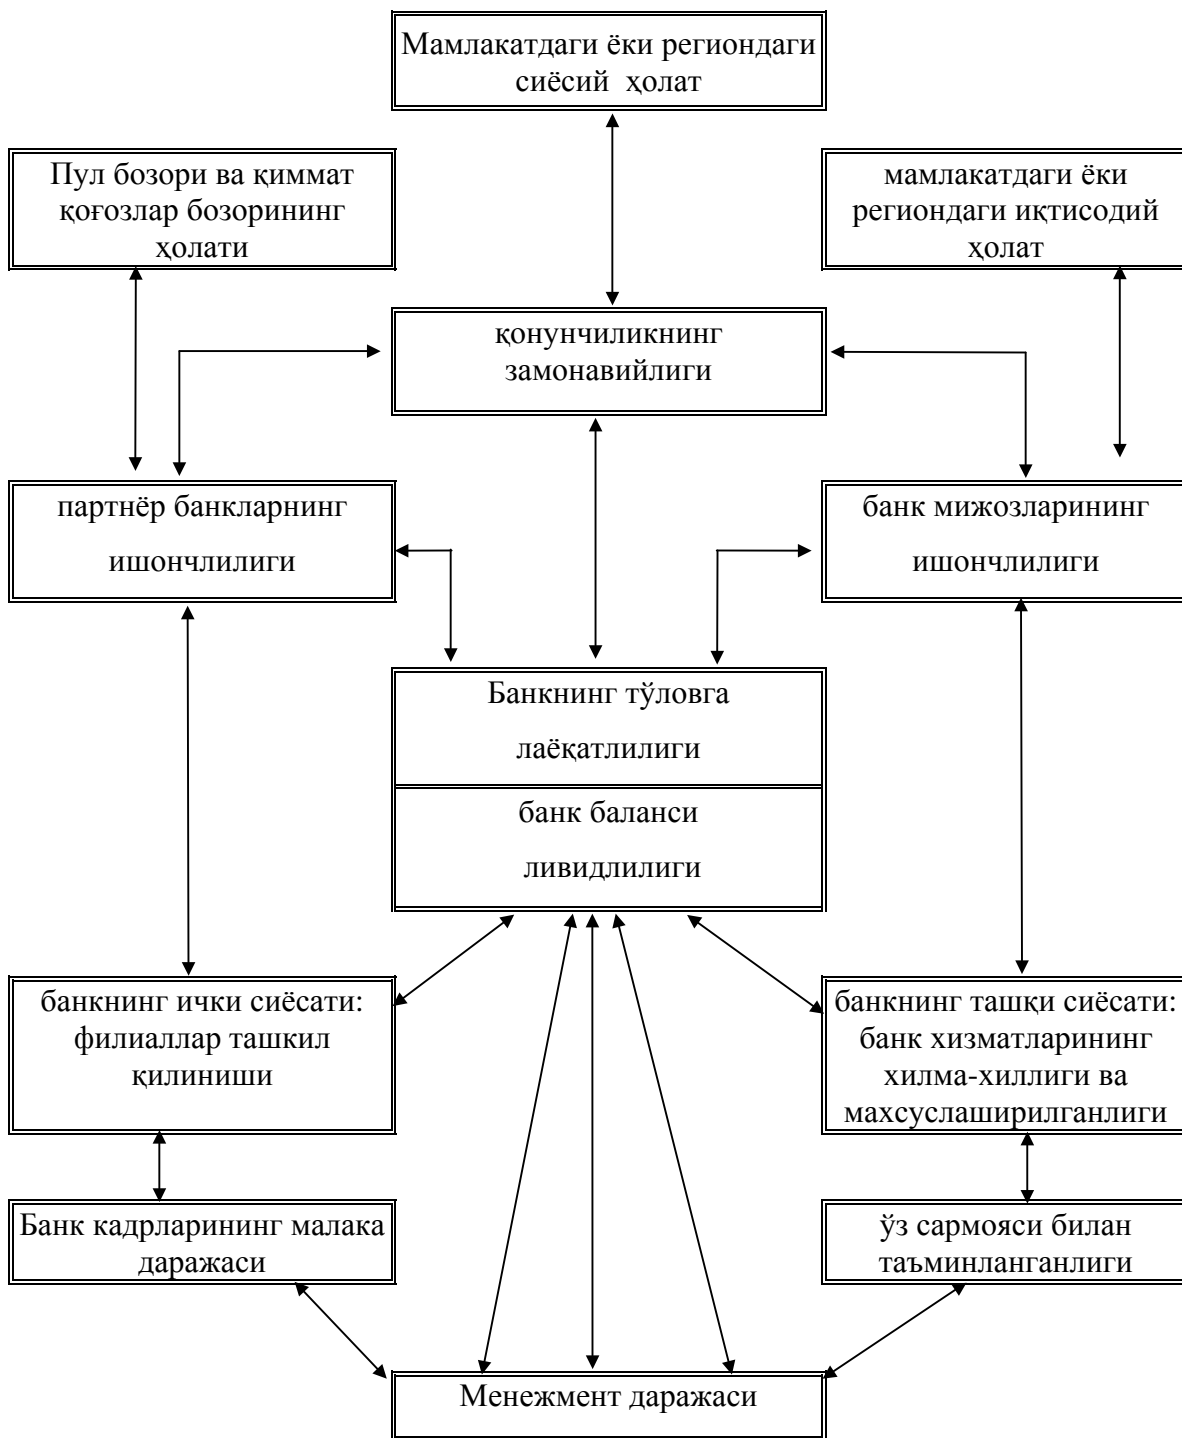 Мамлакатдаги ёки региондаги
сиёсий ҳолат
Пул бозори ва қиммат
қоғозлар бозорининг
ҳолати
мамлакатдаги ёки
региондаги иқтисодий
ҳолат
қонунчиликнинг
замонавийлиги
партнёр банкларнинг
ишончлилиги
банк мижозларининг
ишончлилиги
Банкнинг тўловга
лаёқатлилиги
банк баланси
ливидлилиги
банкнинг ички сиёсати:
филиаллар ташкил
қилиниши
банкнинг ташқи сиёсати:
банк хизматларининг
хилма-хиллиги ва
махсуслаширилганлиги
Банк кадрларининг малака
даражаси
ўз сармояси билан
таъминланганлиги
Менежмент даражаси